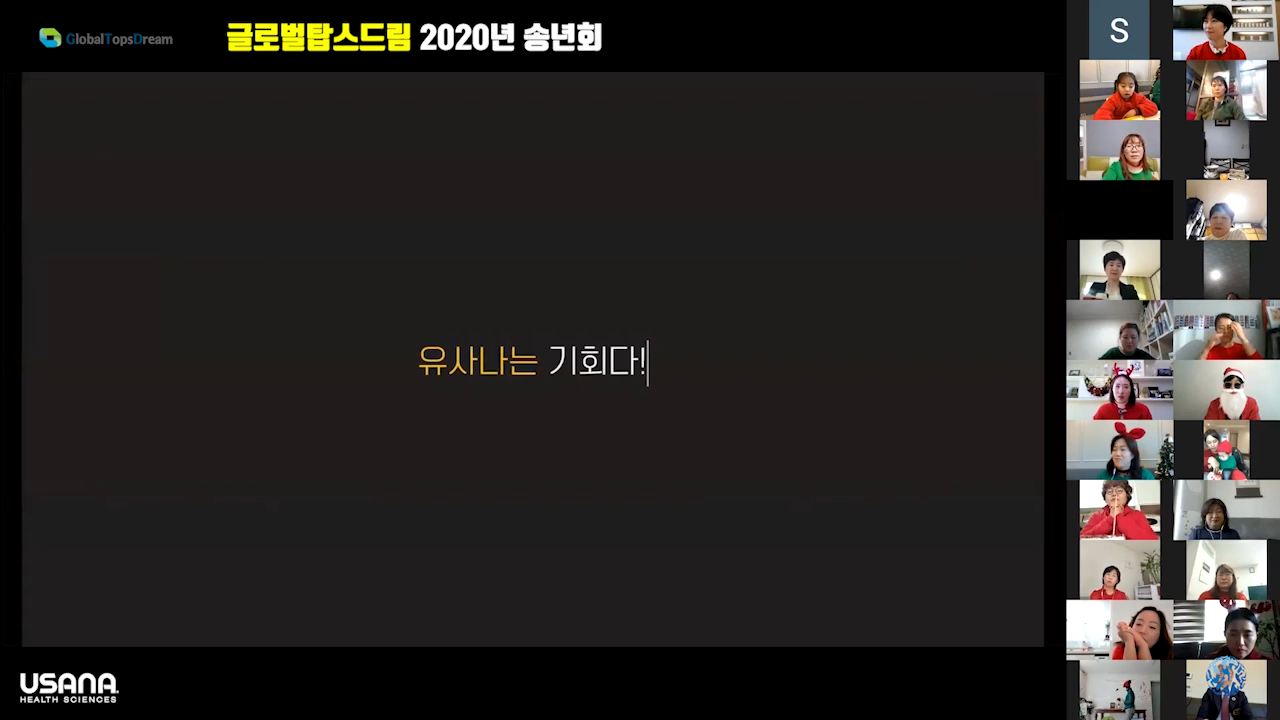 GlobalTopsDream
글로벌탑스드림 2020년 송년회
S
유사나는 기회다!
USANA
HEALTH SCIENCES